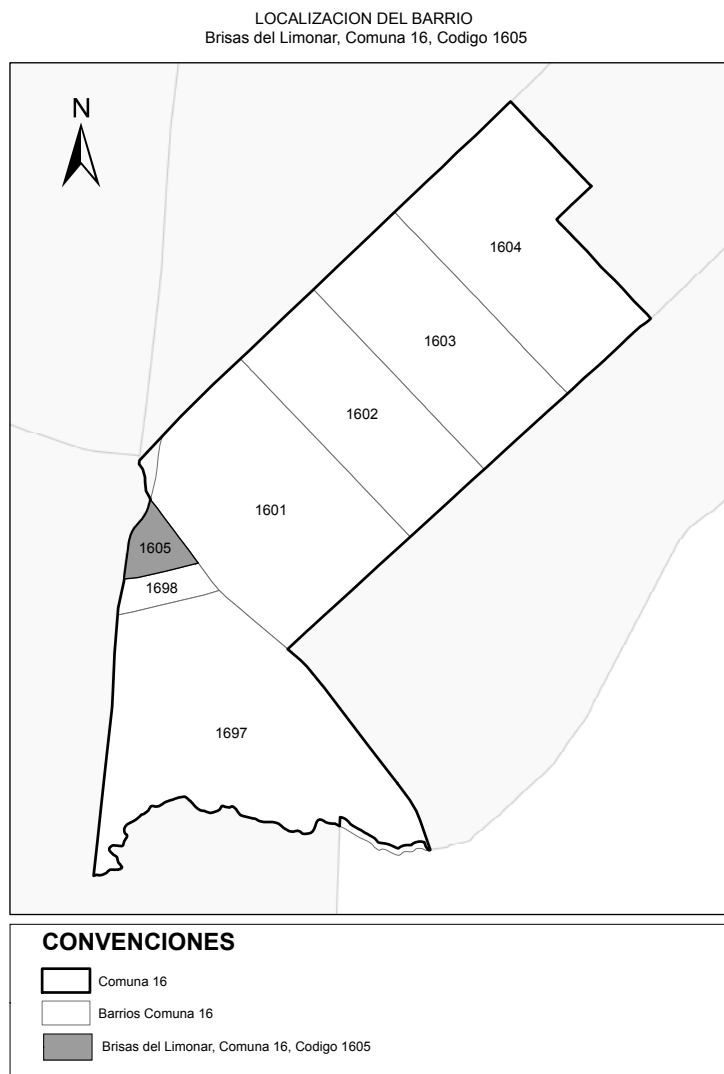 LOCALIZACION DEL BARRIO
Brisas del Limonar, Comuna 16, Codigo 1605
N
1604
1603
1602
1601
1605
1698
1697
CONVENCIONES
Comuna 16
Barrios Comuna 16
Brisas del Limonar, Comuna 16, Codigo 1605